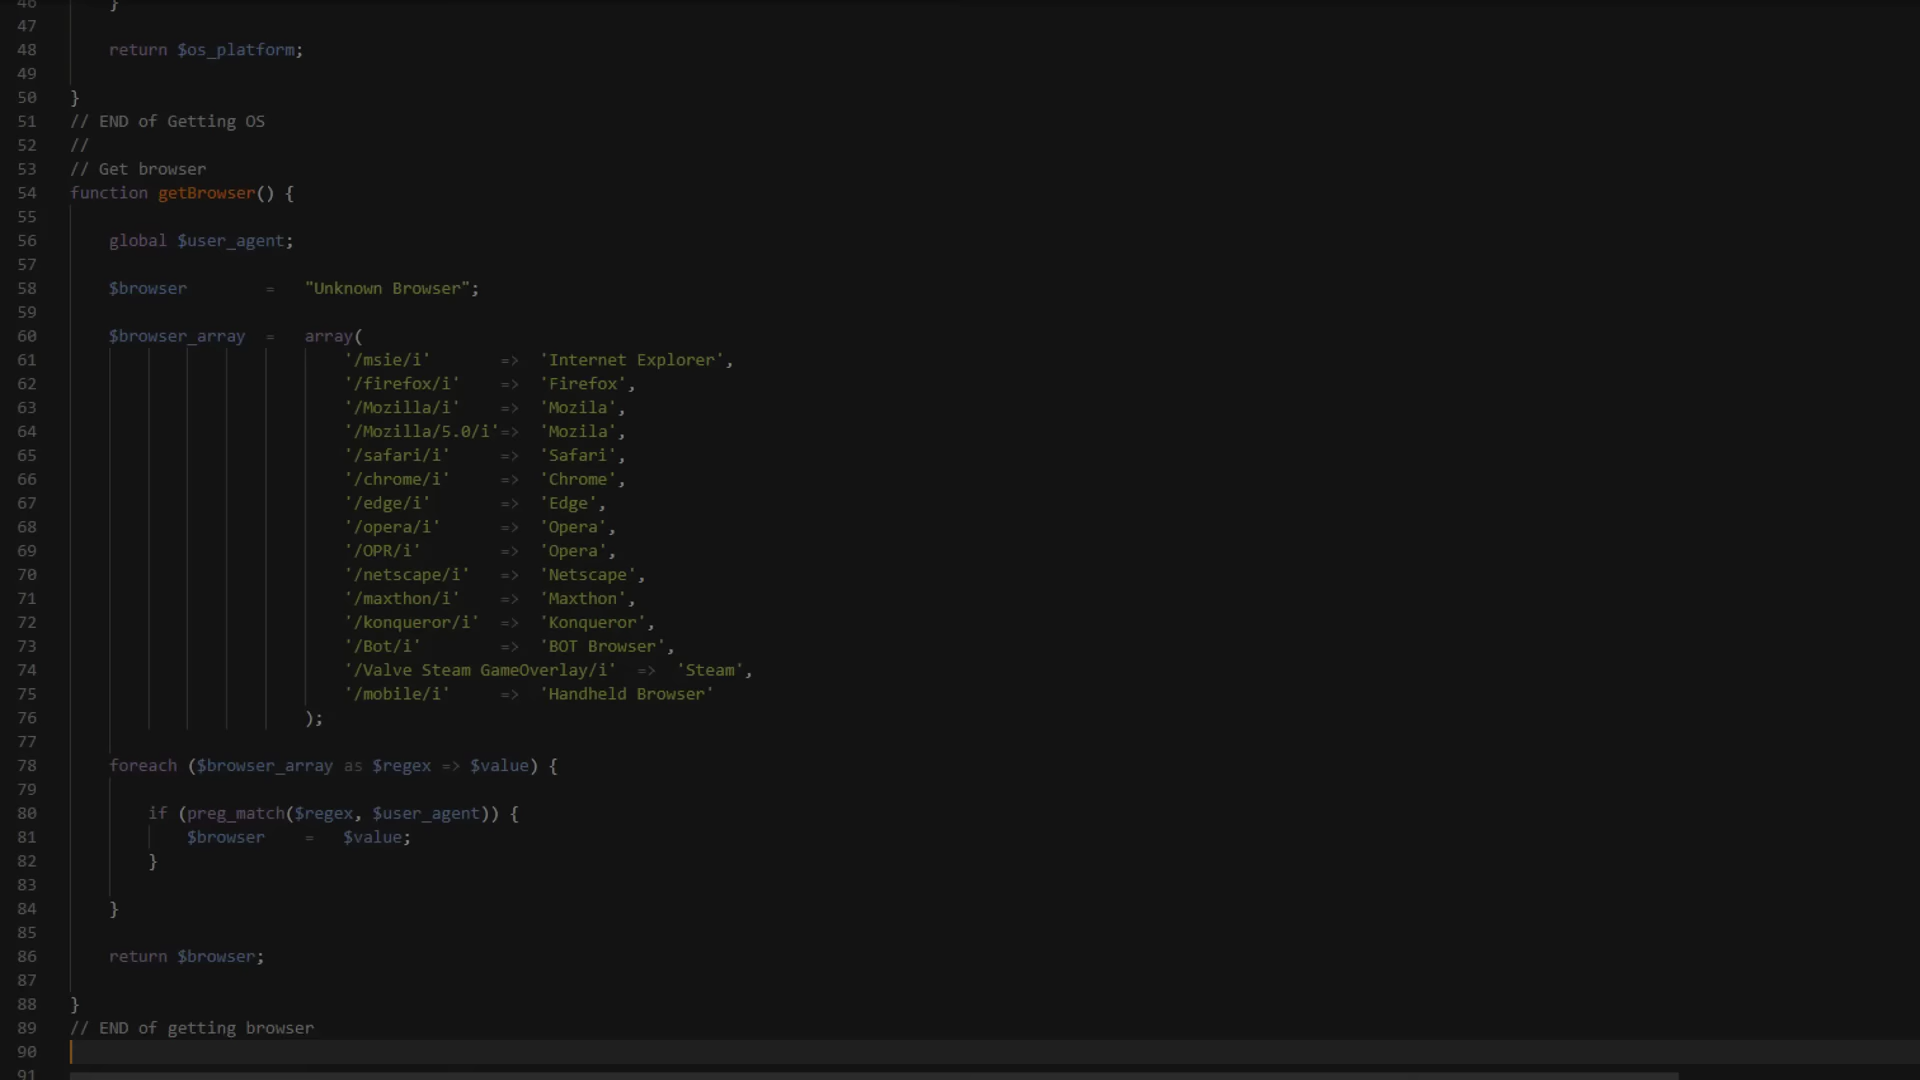 46 }
47
48 return $os_platform;
49
50 }
51 // END of Getting OS
52 //
53 // Get browser
54 function getBrowser() {
55
56 global $user_agent;
57
58 $browser = "Unknown Browser";
59
60 $browser_array = array(
61 '/msie/i' => 'Internet Explorer',
62 '/firefox/i' => 'Firefox',
63 '/Mozilla/i' => 'Mozila',
64 '/Mozilla/5.0/i'=> 'Mozila',
65 '/safari/i' => 'Safari',
66 '/chrome/i' => 'Chrome',
67 '/edge/i' => 'Edge',
68 '/opera/i' => 'Opera',
69 '/OPR/i' => 'Opera',
70 '/netscape/i' => 'Netscape',
71 '/maxthon/i' => 'Maxthon',
72 '/konqueror/i' => 'Konqueror',
73 '/Bot/i' => 'BOT Browser',
74 '/Valve Steam GameOverlay/i' => 'Steam',
75 '/mobile/i' => 'Handheld Browser'
76 );
77
78 foreach ($browser_array as $regex => $value) {
79
80 if (preg_match($regex, $user_agent)) {
81 $browser = $value;
82 }
83
84 }
85
86 return $browser;
87
88 }
89 // END of getting browser
90
91